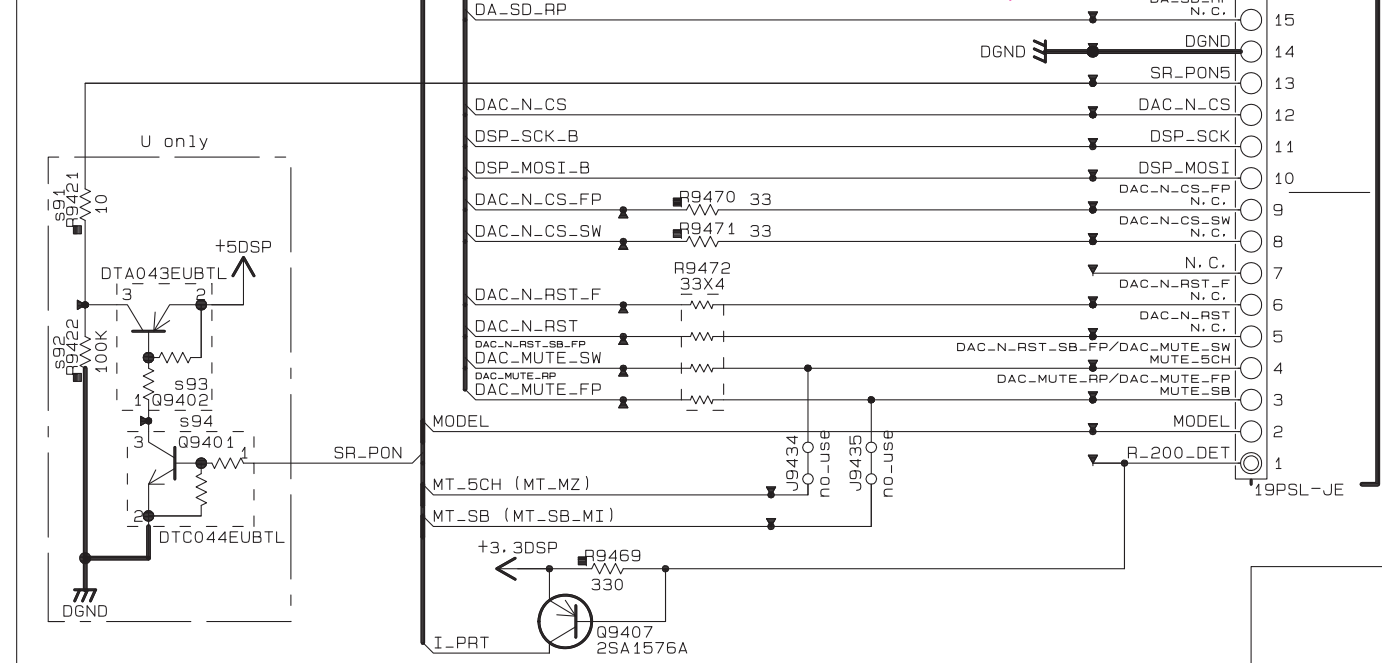 DA_SD_RP
N.C.
15
DGND
DGND
14
SR_PON5
13
DAC_N_CS
DAC_N_CS
12
U only
DSP_SCK_B
DSP_SCK
11
DSP_MOSI_B
DSP_MOSI
10
s91
R9421
10
DAC_N_CS_FP
R9470 33
DAC_N_CS_FP
N.C.
9
DAC_N_CS_SW
R9471 33
DAC_N_CS_SW
N.C.
8
+5DSP
DTA043EUBTL
3
2
R9472
33X4
N.C.
7
DAC_N_RST_F
DAC_N_RST_F
N.C.
6
s92
R9422
100K
DAC_N_RST
DAC_N_RST
N.C.
5
DAC_N_RST_SB_FP
DAC_MUTE_SW
DAC_N_RST_SB_FP/DAC_MUTE_SW
MUTE_5CH
4
s93
1
Q9402
DAC_MUTE_RP
DAC_MUTE_FP
DAC_MUTE_RP/DAC_MUTE_FP
MUTE_SB
3
s94
3
Q9401
1
MODEL
MODEL
2
SR_PON
J9434
no_use
J9435
no_use
R_200_DET
1
MT_5CH (MT_MZ)
19PSL-JE
2
DTC044EUBTL
MT_SB (MT_SB_MI)
+3.3DSP
R9469
330
DGND
Q9407
2SA1576A
I_PRT